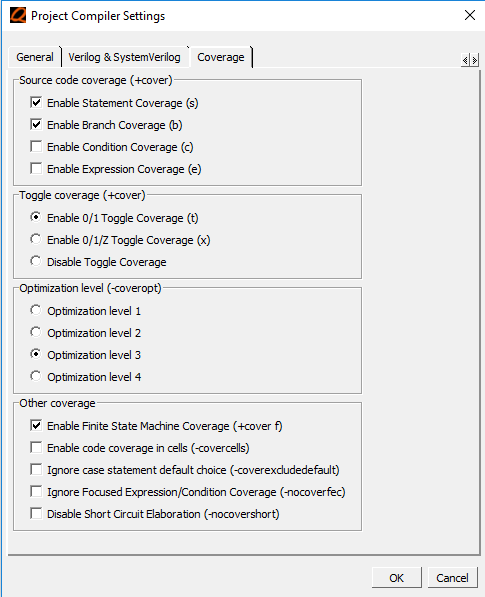 Project Compiler Settings
General
Verilog & SystemVerilog
Coverage
Source code coverage (+cover)
Enable Statement Coverage (s)
Enable Branch Coverage (b)
Enable Condition Coverage (c)
Enable Expression Coverage (e)
Toggle coverage (+cover)
Enable 0/1 Toggle Coverage (t)
Enable 0/1/Z Toggle Coverage (x)
Disable Toggle Coverage
Optimization level (-coveropt)
Optimization level 1
Optimization level 2
Optimization level 3
Optimization level 4
Other coverage
Enable Finite State Machine Coverage (+cover f)
Enable code coverage in cells (-covercells)
Ignore case statement default choice (-coverexcludedefault)
Ignore Focused Expression/Condition Coverage (-nocoverfec)
Disable Short Circuit Elaboration (-nocovershort)
OK
Cancel